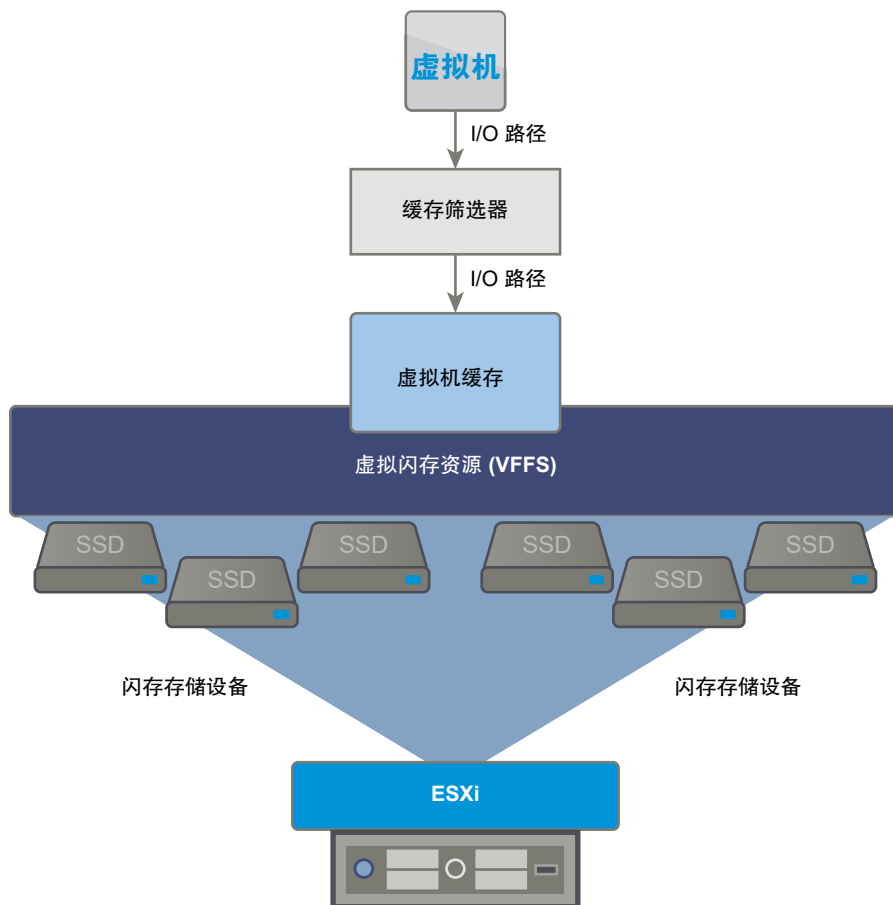 虚拟机
I/O 路径
缓存筛选器
I/O 路径
虚拟机缓存
虚拟闪存资源 (VFFS)
SSD
SSD
SSD
SSD
SSD
SSD
闪存存储设备
闪存存储设备
ESXi